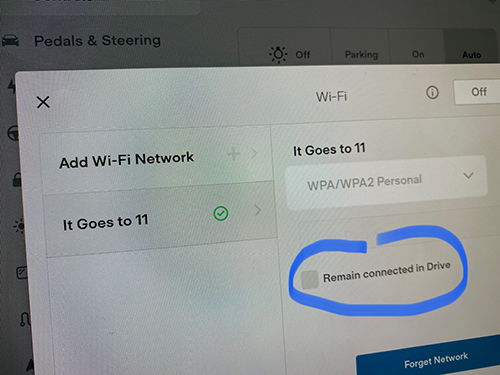 Pedals & Steering
Off
Parking
On
Auto
Wi-Fi
Off
Add Wi-Fi Network
It Goes to 11
It Goes to 11
WPA/WPA2 Personal
Remain connected in Drive
Forget Network